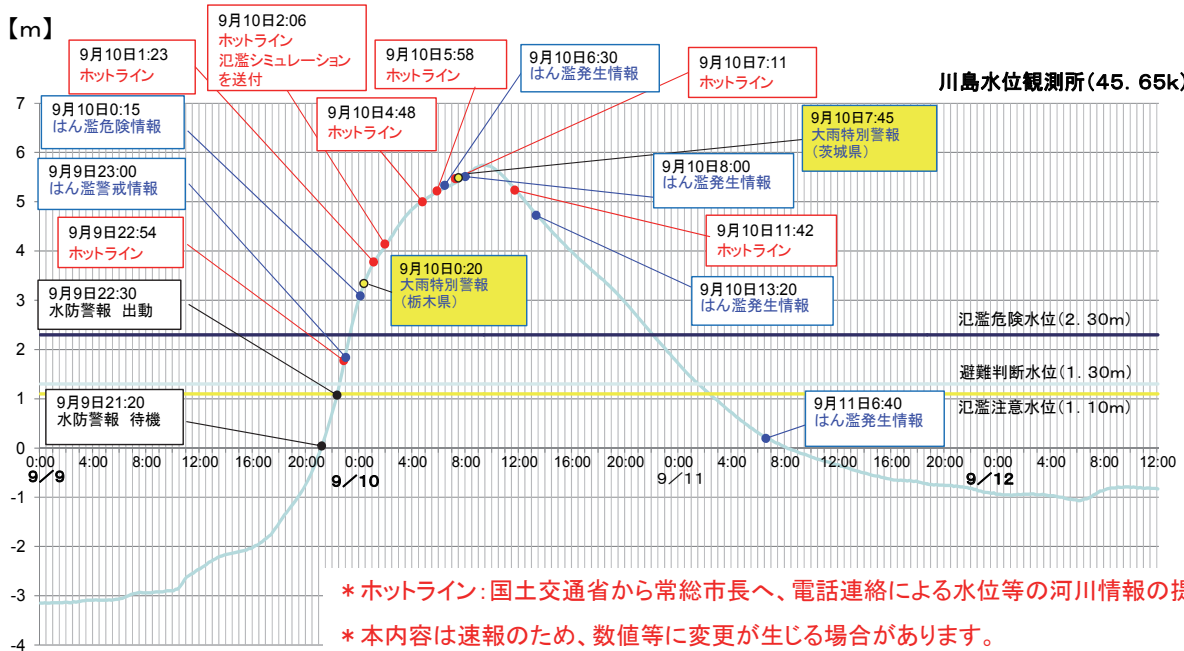 【m】
川島水位観測所(45.65k)
9月10日1:23
ホットライン
9月10日2:06
ホットライン
氾濫シミュレーション
を送付
9月10日5:58
ホットライン
9月10日6:30
はん濫発生情報
9月10日7:11
ホットライン
9月10日0:15
はん濫危険情報
9月10日4:48
ホットライン
9月10日7:45
大雨特別警報
(茨城県)
9月9日23:00
はん濫警戒情報
9月10日8:00
はん濫発生情報
9月9日22:54
ホットライン
9月10日11:42
ホットライン
9月9日22:30
水防警報 出動
9月10日0:20
大雨特別警報
(栃木県)
9月10日13:20
はん濫発生情報
9月9日21:20
水防警報 待機
9月11日6:40
はん濫発生情報
氾濫危険水位(2.30m)
避難判断水位(1.30m)
氾濫注意水位(1.10m)
7
6
5
4
3
2
1
0
-1
-2
-3
-4
0:00 4:00 8:00 12:00 16:00 20:00 0:00 4:00 8:00 12:00 16:00 20:00 0:00 4:00 8:00 12:00 16:00 20:00 0:00 4:00 8:00 12:00
9/9 9/10 9/11 9/12
*ホットライン:国土交通省から常総市長へ、電話連絡による水位等の河川情報の提
*本内容は速報のため、数値等に変更が生じる場合があります。